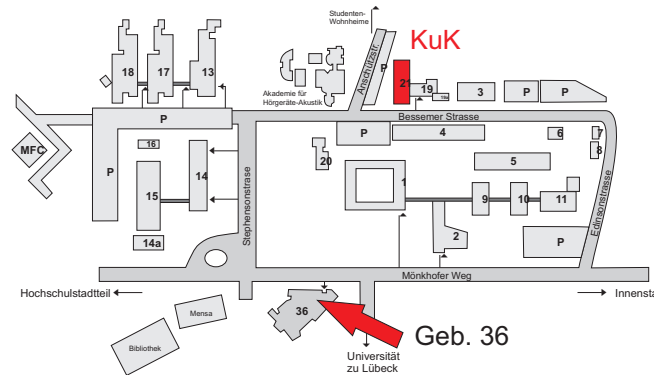 Studenten-
Wohnheime
KuK
Anschützstr.
P
21
19
19a
3
P
P
18
17
13
Akademie für
Hörgeräte-Akustik
Bessemer Strasse
P
MFC
16
14
15
14a
P
4
6
7
8
20
5
1
9
10
11
2
P
Stephensonstrase
Edinsonstrasse
Mönkhofer Weg
Hochschulstadtteil
Innensta
Mensa
Bibliothek
36
Geb. 36
Universität
zu Lübeck